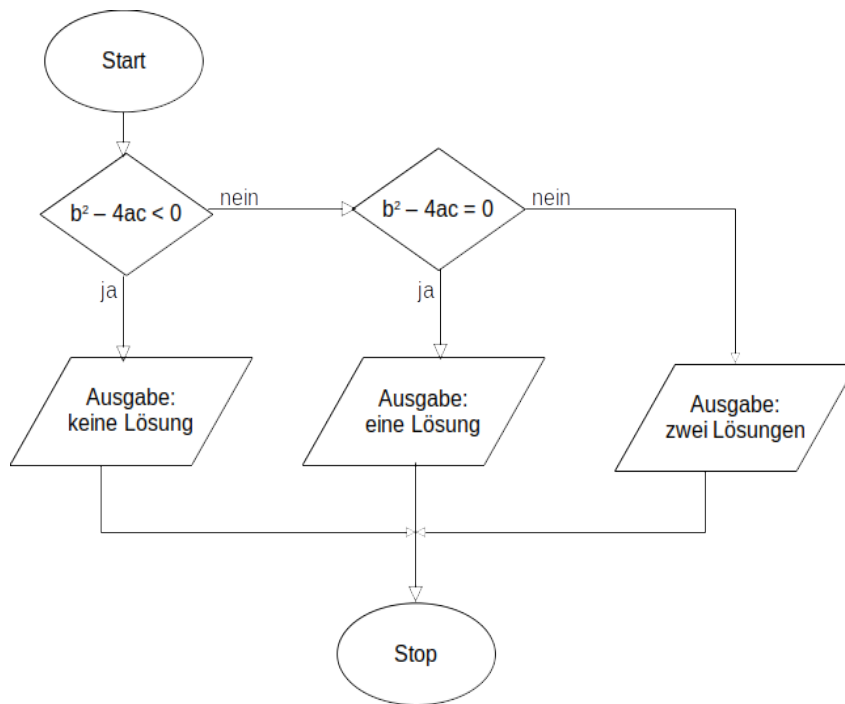 Start
b² – 4ac < 0
nein
b² – 4ac = 0
nein
ja
ja
Ausgabe:
keine Lösung
Ausgabe:
eine Lösung
Ausgabe:
zwei Lösungen
Stop